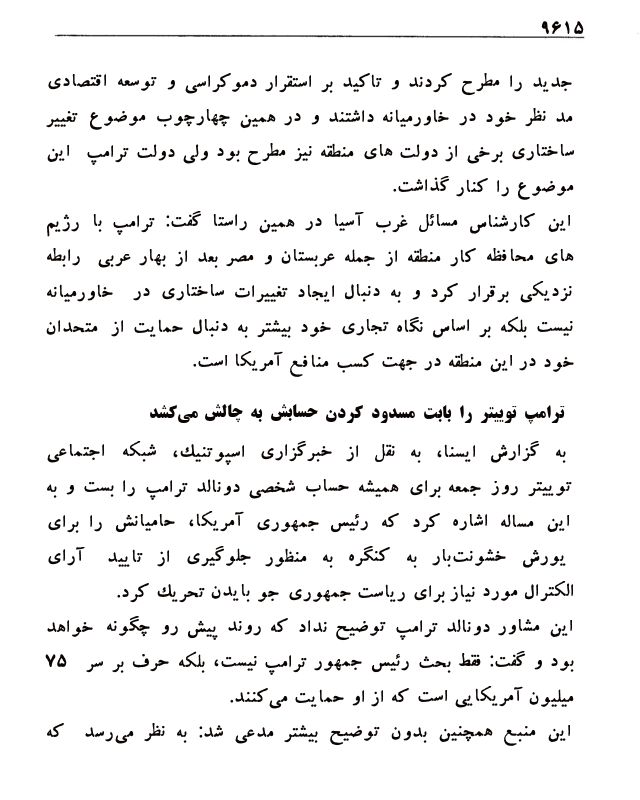 ۹۶۱۵
جدید را مطرح کردند و تاکید بر استقرار دموکراسی و توسعه اقتصادی
مد نظر خود در خاورمیانه داشتند و در همین چهارچوب موضوع تغییر
ساختاری برخی از دولت های منطقه نیز مطرح بود ولی دولت ترامپ این
موضوع را کنار گذاشت.
این کارشناس مسائل غرب آسیا در همین راستا گفت: ترامپ با رژیم
های محافظه کار منطقه از جمله عربستان و مصر بعد از بهار عربی رابطه
نزدیکی برقرار کرد و به دنبال ایجاد تغییرات ساختاری در خاورمیانه
نیست بلکه بر اساس نگاه تجاری خود بیشتر به دنبال حمایت از متحدان
خود در این منطقه در جهت کسب منافع آمریکا است.
ترامپ توییتر را بابت مسدود کردن حسابش به چالش می‌کشد
به گزارش ایسنا، به نقل از خبرگزاری اسپوتنیك، شبکه اجتماعی
توییتر روز جمعه برای همیشه حساب شخصی دونالد ترامپ را بست و به
این مساله اشاره کرد که رئیس جمهوری آمریکا، حامیانش را برای
یورش خشونت‌بار به کنگره به منظور جلوگیری از تایید آرای
الکترال مورد نیاز برای ریاست جمهوری جو بایدن تحریك کرد.
این مشاور دونالد ترامپ توضیح نداد که روند پیش رو چگونه خواهد
بود و گفت: فقط بحث رئیس جمهور ترامپ نیست، بلکه حرف بر سر ۷۵
میلیون آمریکایی است که از او حمایت می‌کنند.
این منبع همچنین بدون توضیح بیشتر مدعی شد: به نظر می‌رسد که